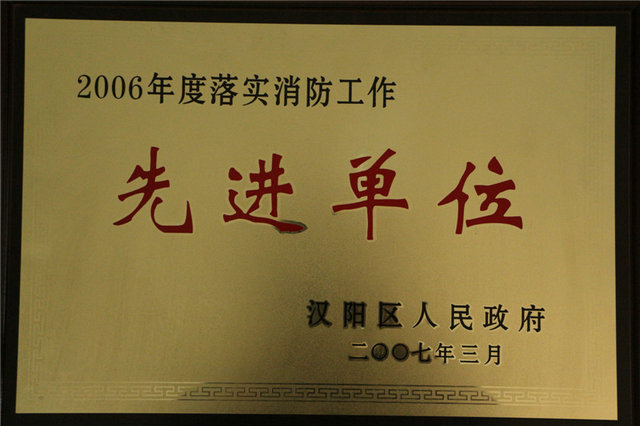 2006年度落实消防工作
先进单位
汉阳区人民政府
二〇〇七年三月